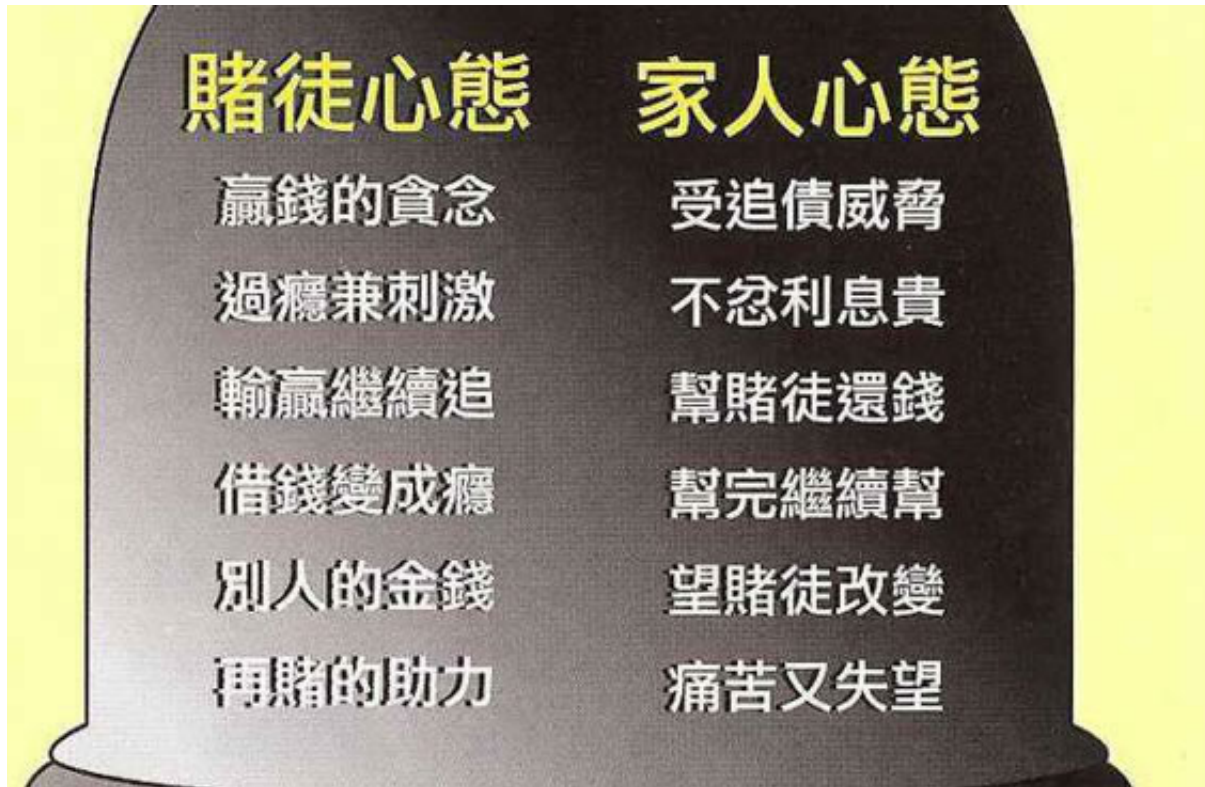 賭徒心態
贏錢的貪念
過癮兼刺激
輸贏繼續追
借錢變成癮
別人的金錢
再賭的助力
家人心態
受追債威脅
不忿利息貴
幫賭徒還錢
幫完繼續幫
望賭徒改變
痛苦又失望